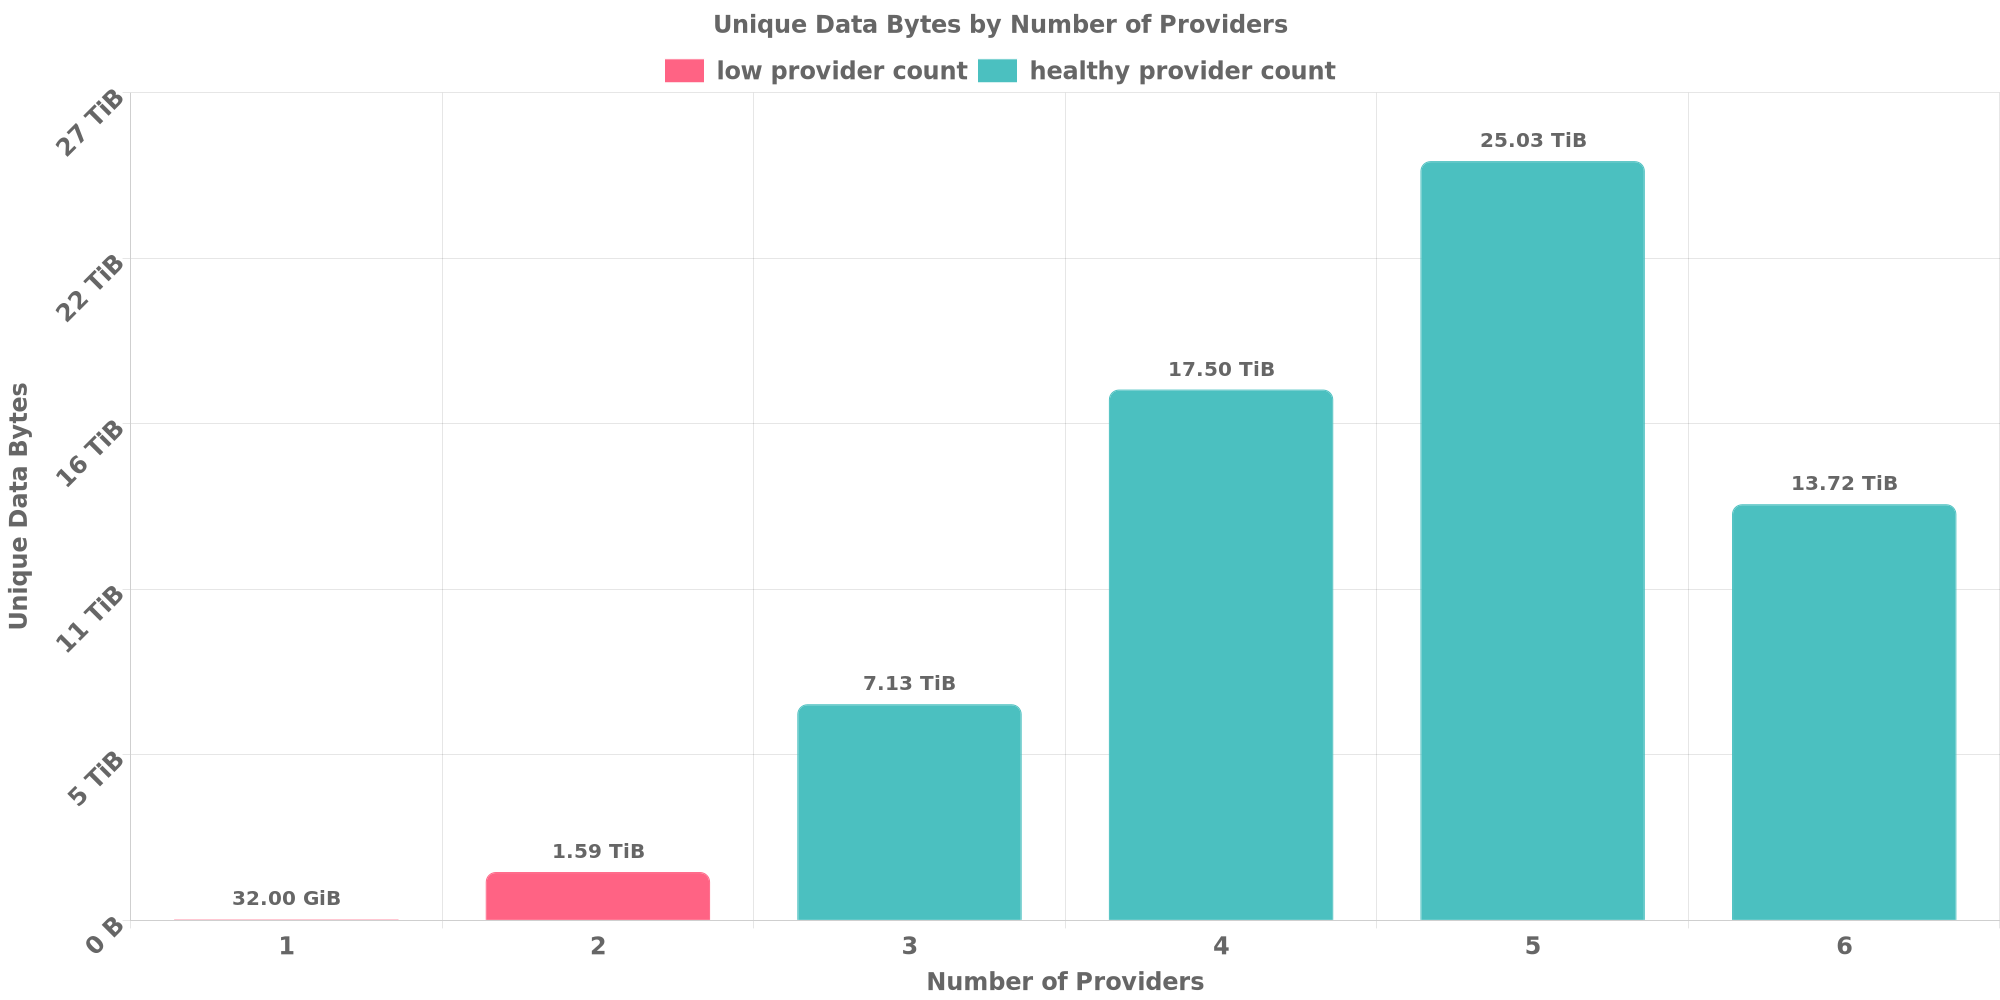 Unique Data Bytes by Number of Providers
low provider count healthy provider count
27 TiB
22 TiB
16 TiB
11 TiB
5 TiB
0 B
Unique Data Bytes
32.00 GiB
1.59 TiB
7.13 TiB
17.50 TiB
25.03 TiB
13.72 TiB
1 2 3 4 5 6
Number of Providers